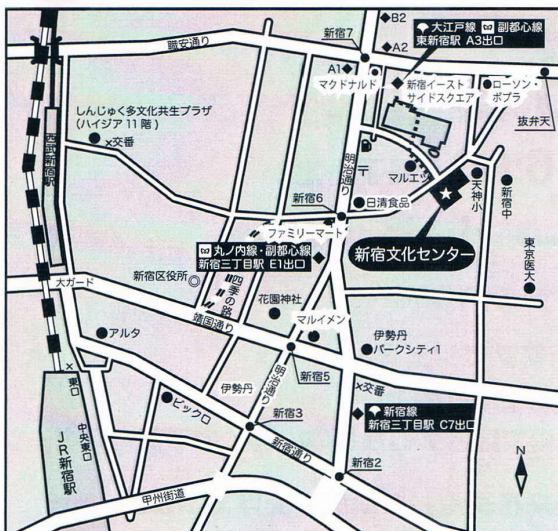 B2
大江戸線 副都心線
東新宿駅 A3出口
新宿7
A2
職安通り
A1
マクドナルド
新宿イースト
サイドスクエア
ローソン・
ポプラ
抜弁天
しんじゅく多文化共生プラザ
(ハイジア11階)
×交番
西武新宿駅
明治通り
〒
マルエツ
天神小
新宿中
日清食品
新宿6
ファミリーマート
丸ノ内線・副都心線
新宿三丁目駅 E1出口
新宿文化センター
東京医大
新宿区役所
四季の路
大ガード
花園神社
靖国通り
マルイメン
アルタ
伊勢丹
パークシティ1
×東口
伊勢丹
明治通り
新宿5
×交番
ビックロ
新宿3
新宿線
新宿三丁目駅 C7出口
中央東口
JR新宿駅
新宿通り
新宿2
甲州街道
N